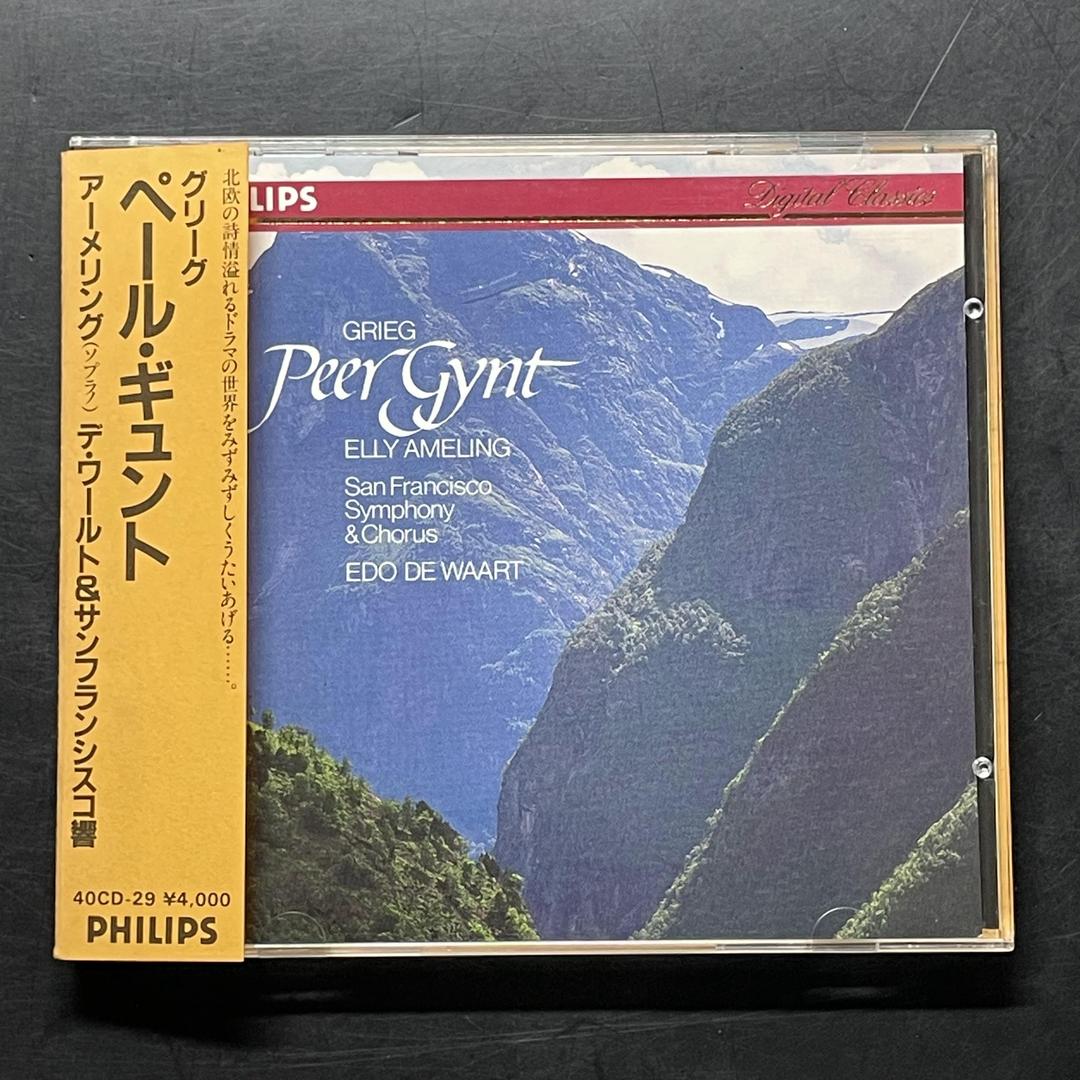 北欧の詩情溢れるドラマの世界をみずみずしくうたいあげる……。
グリーグ
ペール・ギュント
アーメリング(ソプラノ) デ・ワールト&サンフランシスコ響
40CD-29 ¥4,000
PHILIPS
LIPS
Digital Classics
GRIEG
Peer Gynt
ELLY AMELING
San Francisco
Symphony
& Chorus
EDO DE WAART